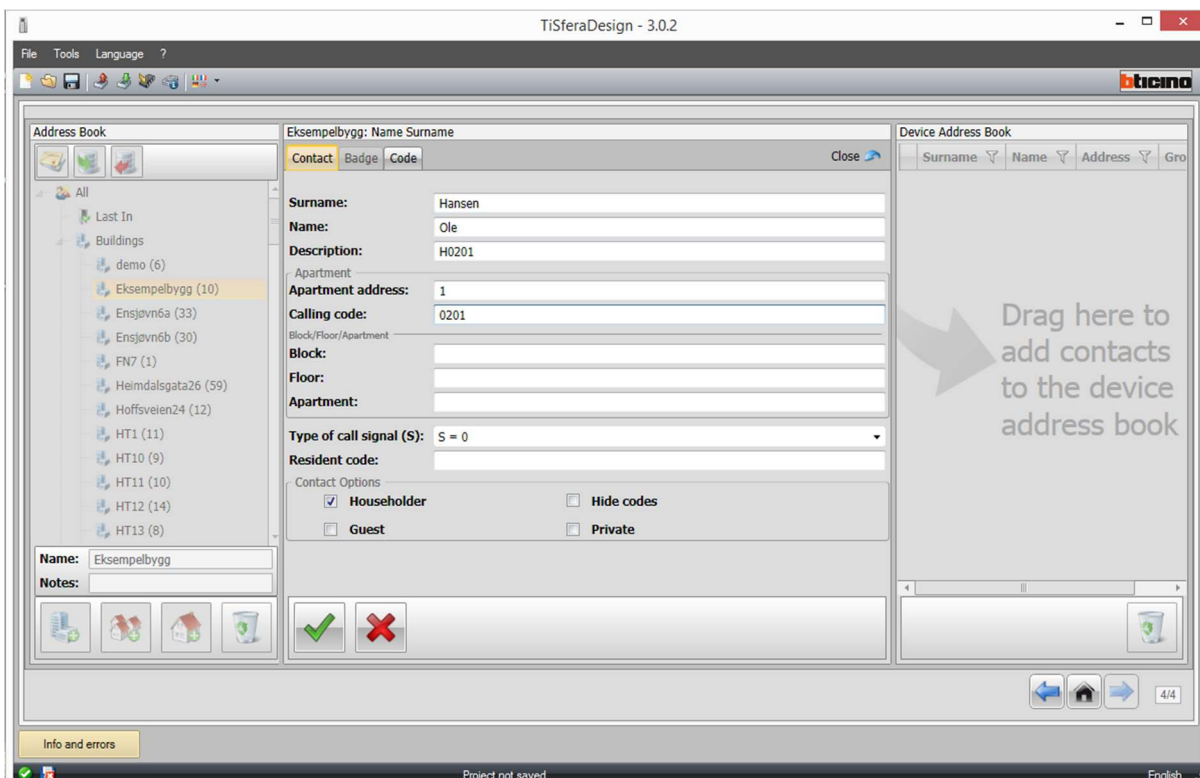 TiSferaDesign - 3.0.2
File Tools Language ?
bticino
Address Book
All
Last In
Buildings
demo (6)
Eksempelbygg (10)
Ensjøvn6a (33)
Ensjøvn6b (30)
FN7 (1)
Heimdalsgata26 (59)
Hoffsveien24 (12)
HT1 (11)
HT10 (9)
HT11 (10)
HT12 (14)
HT13 (8)
Name: Eksempelbygg
Notes:
Eksempelbygg: Name Surname
Contact Badge Code
Close
Surname: Hansen
Name: Ole
Description: H0201
Apartment
Apartment address: 1
Calling code: 0201
Block/Floor/Apartment
Block:
Floor:
Apartment:
Type of call signal (S): S = 0
Resident code:
Contact Options
Householder Hide codes
Guest Private
Device Address Book
Surname Name Address Gro
Drag here to
add contacts
to the device
address book
4/4
Info and errors
Project not saved
English